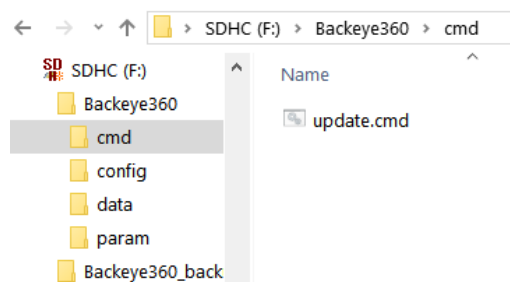 SDHC (F:) > Backeye360 > cmd
SDHC (F:)
Backeye360
cmd
config
data
param
Backeye360_back
Name
update.cmd